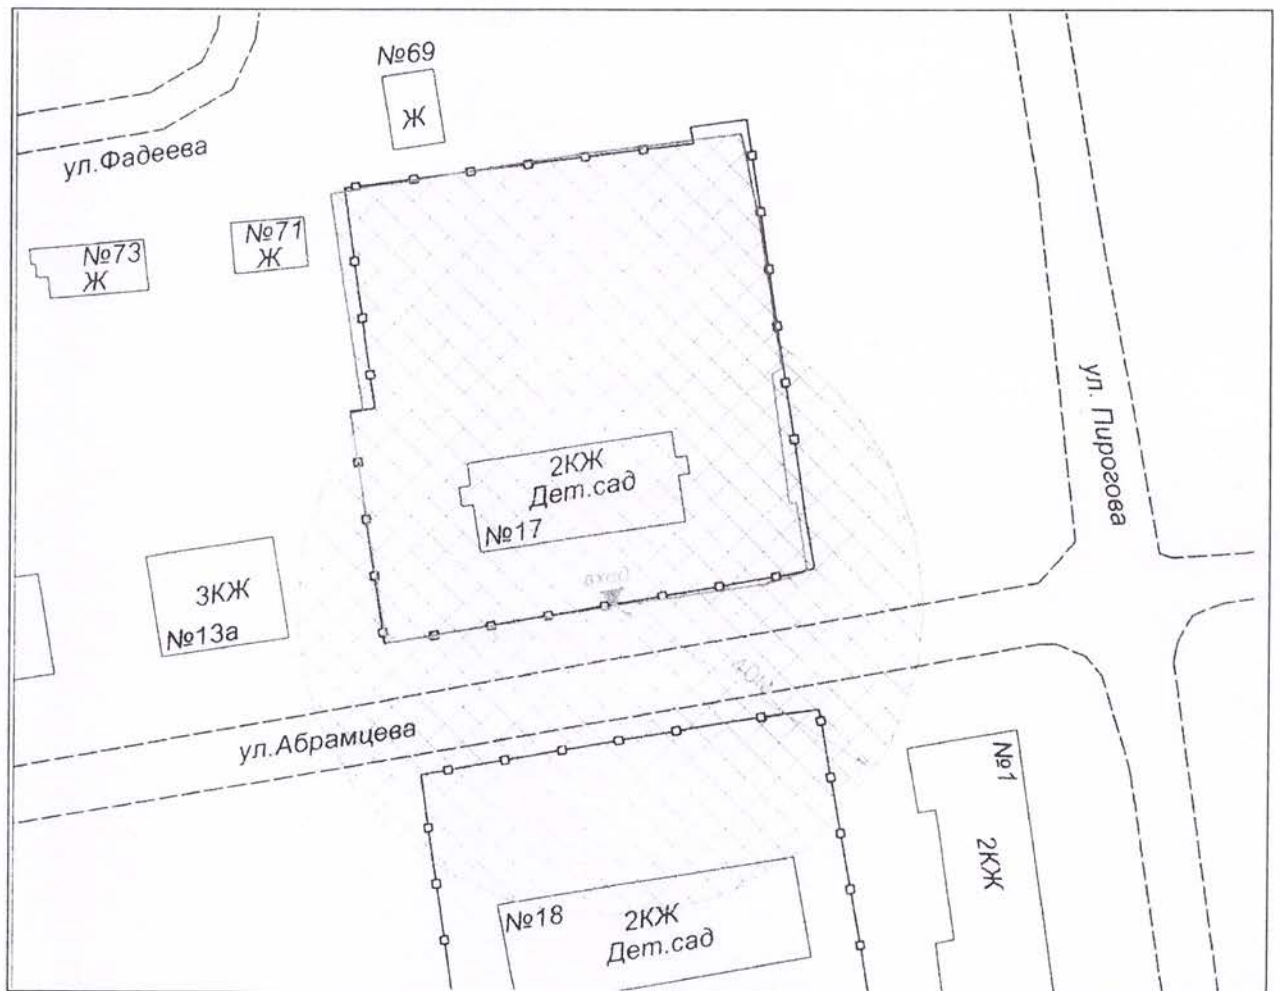 №69
Ж
ул.Фадеева
№71
Ж
№73
Ж
ул. Пирогова
2КЖ
Дет.сад
№17
вход
3КЖ
№13а
40м
ул.Абрамцева
№1
2КЖ
№18
2КЖ
Дет.сад